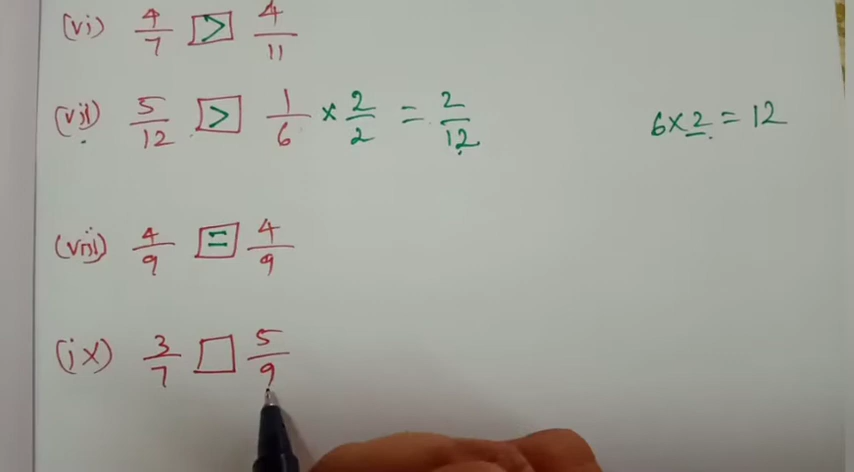 (vi) 4/7 > 4/11
(vii) 5/12 > 1/6 × 2/2 = 2/12 6×2 = 12
(viii) 4/9 = 4/9
(ix) 3/7 □ 5/9